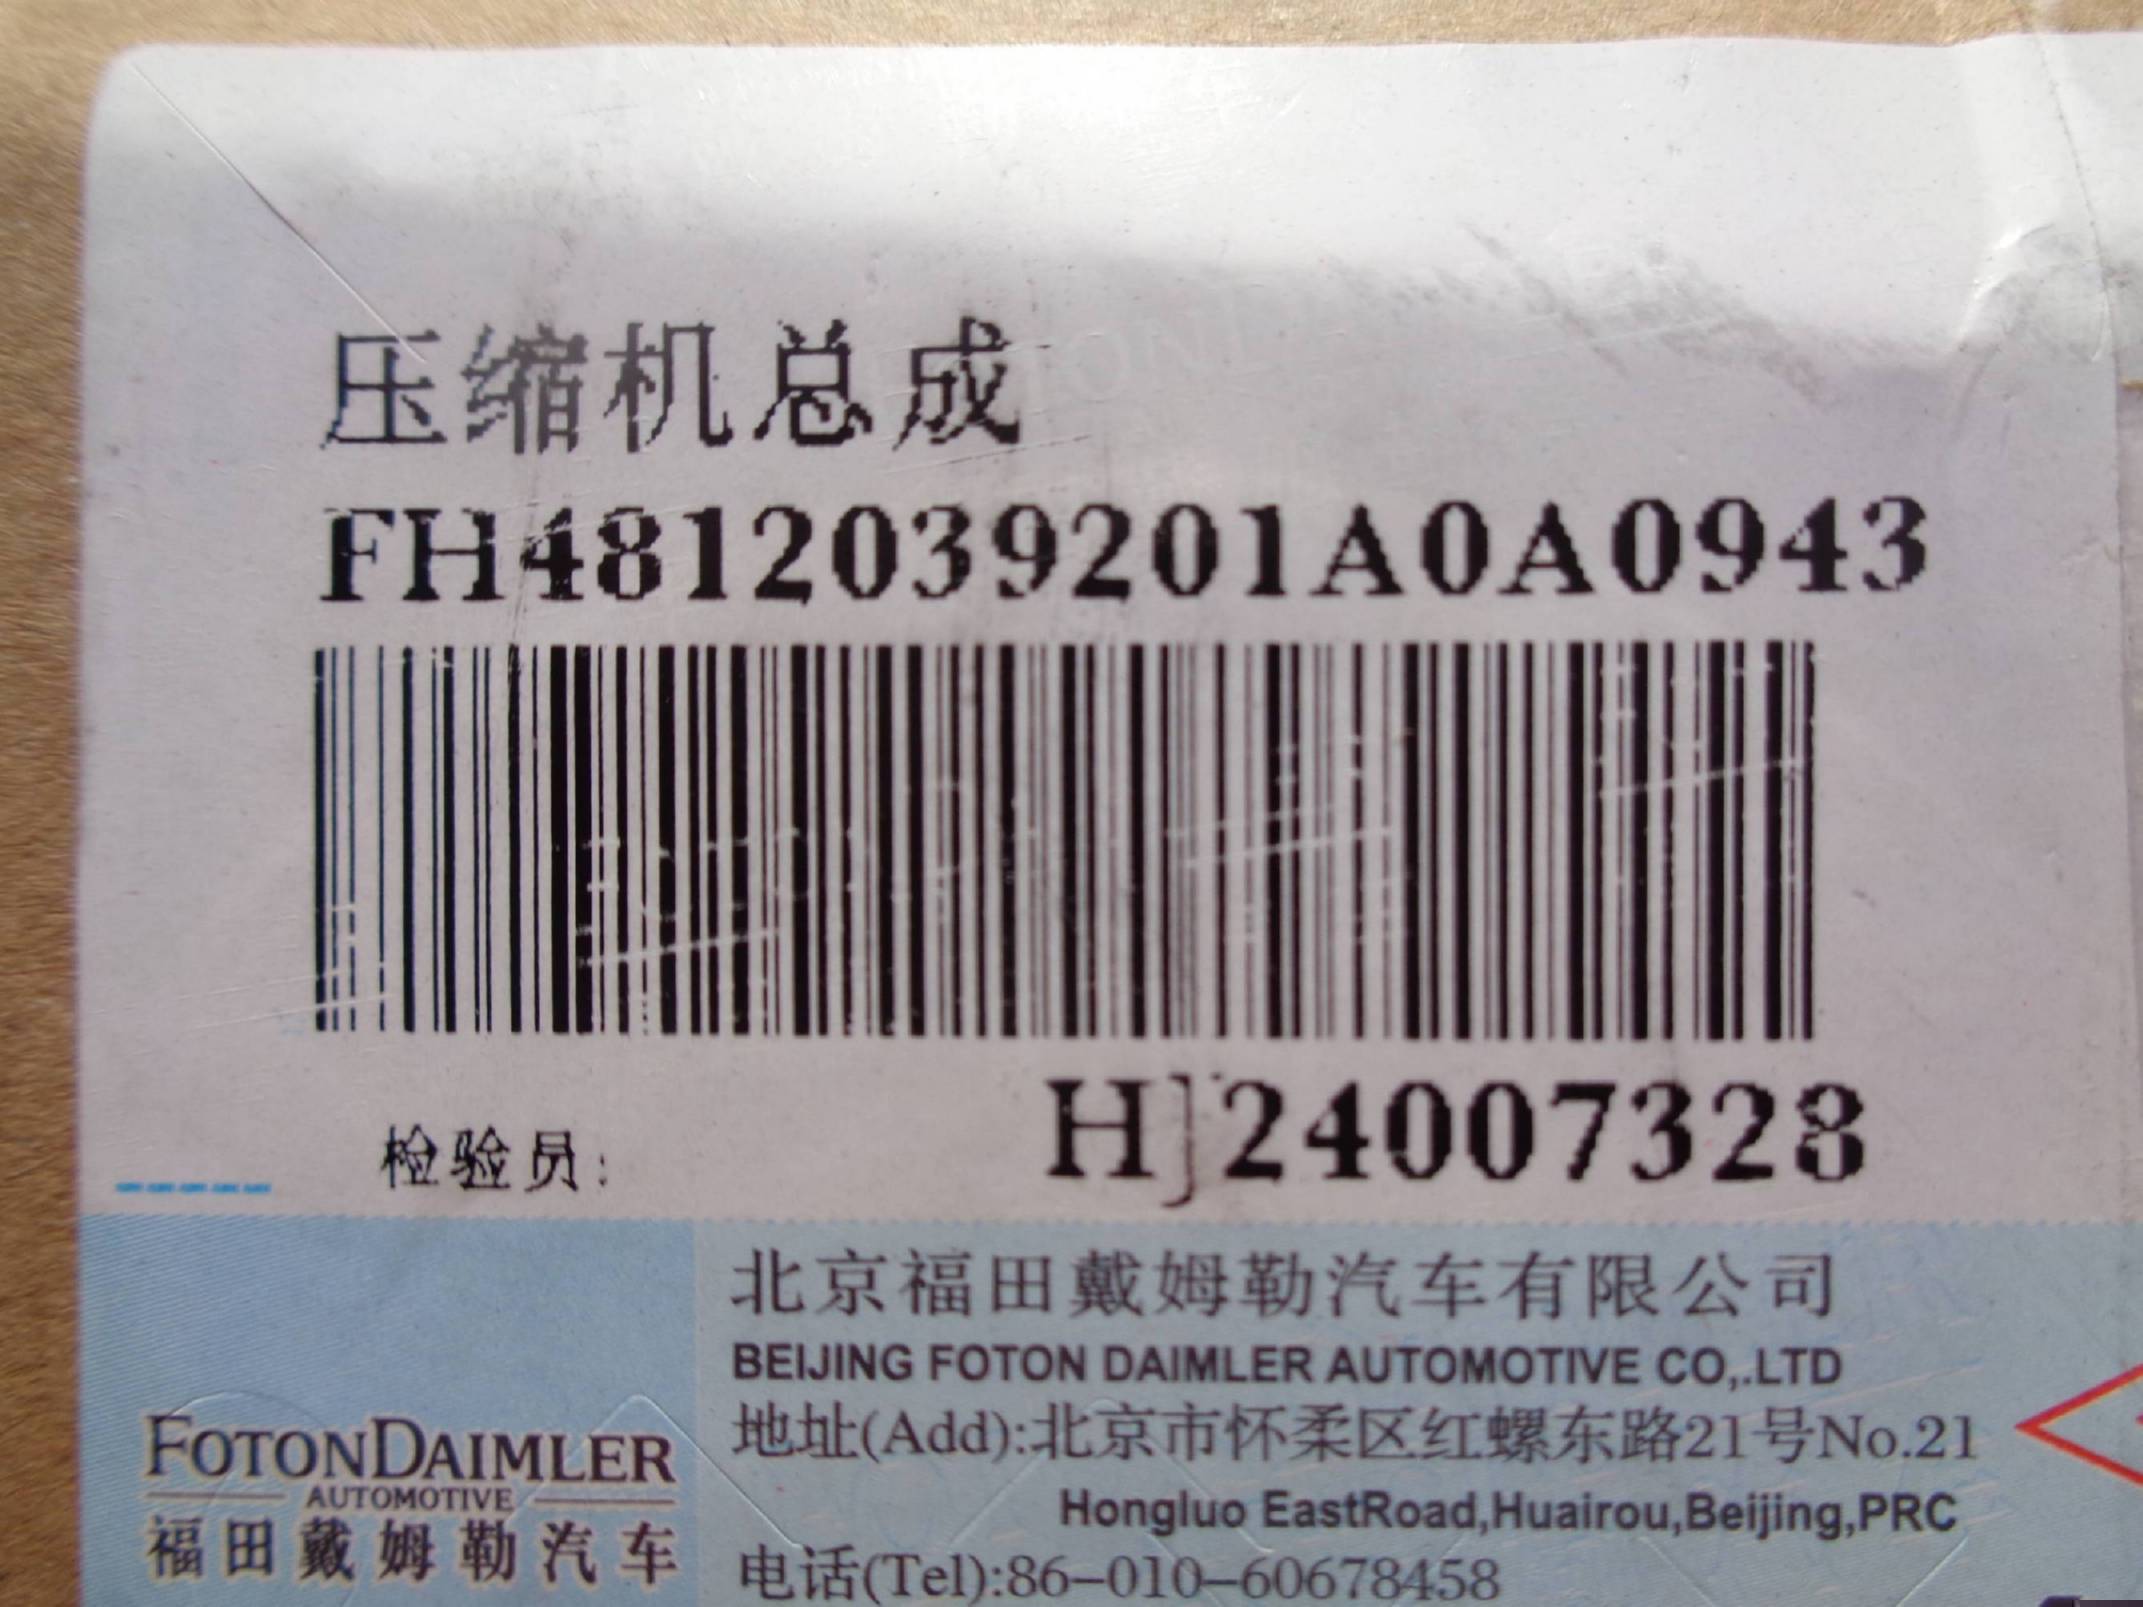 压缩机总成
FH4812039201A0A0943
检验员:
HJ24007328
北京福田戴姆勒汽车有限公司
BEIJING FOTON DAIMLER AUTOMOTIVE CO,.LTD
地址(Add):北京市怀柔区红螺东路21号No.21
Hongluo EastRoad,Huairou,Beijing,PRC
电话(Tel):86-010-60678458
FOTONDAIMLER
AUTOMOTIVE
福田戴姆勒汽车